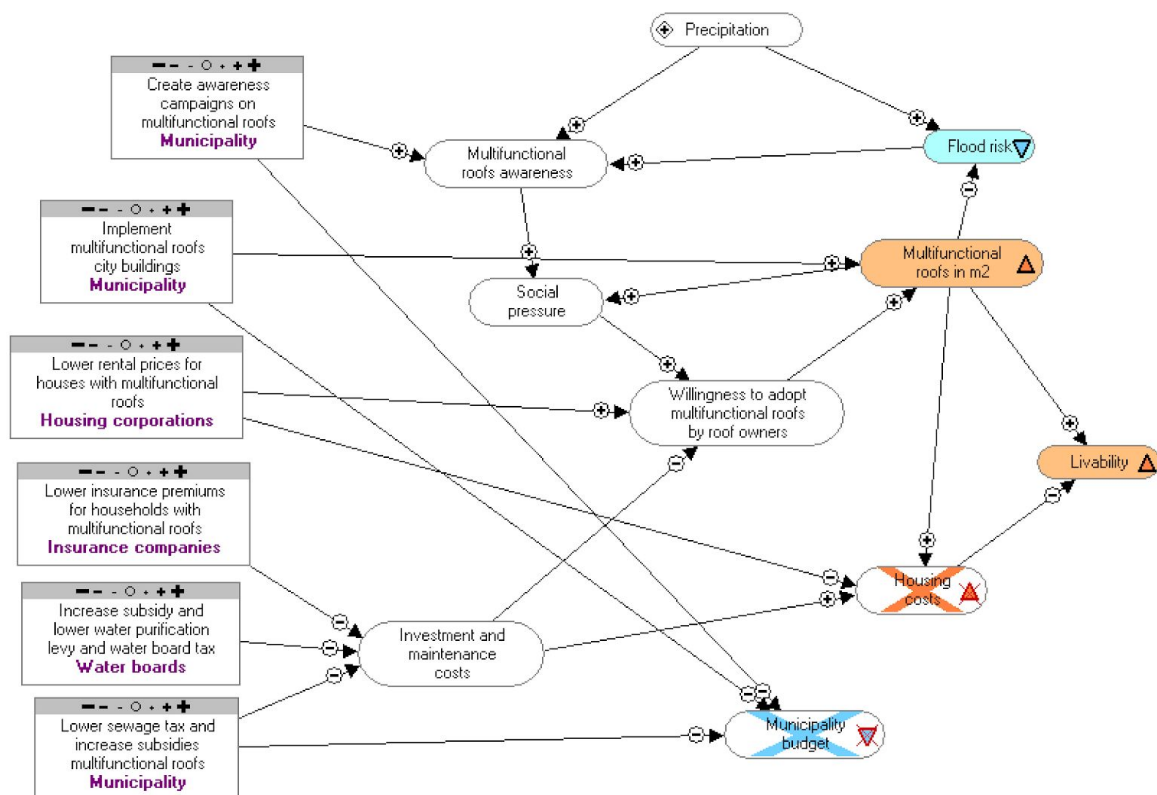 Precipitation
Create awareness
campaigns on
multifunctional roofs
Municipality
Multifunctional
roofs awareness
Flood risk
Implement
multifunctional roofs
city buildings
Municipality
Multifunctional
roofs in m2
Social
pressure
Lower rental prices for
houses with multifunctional
roofs
Housing corporations
Willingness to adopt
multifunctional roofs
by roof owners
Livability
Lower insurance premiums
for households with
multifunctional roofs
Insurance companies
Housing
costs
Increase subsidy and
lower water purification
levy and water board tax
Water boards
Investment and
maintenance
costs
Lower sewage tax and
increase subsidies
multifunctional roofs
Municipality
Municipality
budget